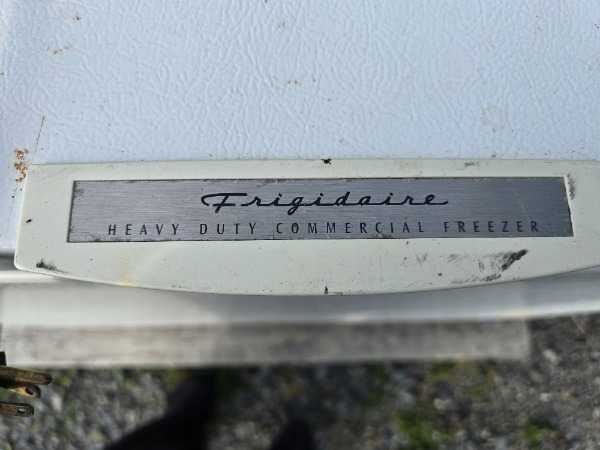 Frigidaire
HEAVY DUTY COMMERCIAL FREEZER